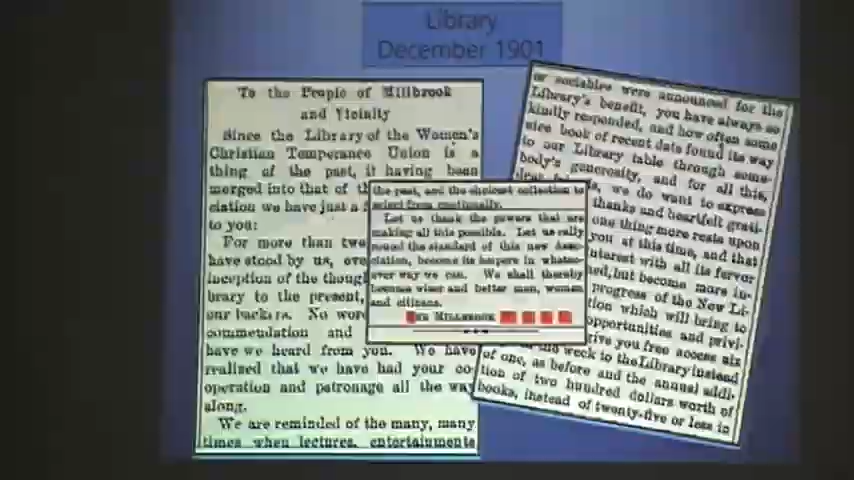 Library
December 1901
To the People of Millbrook
and Vicinity
Since the Library of the Women's
Christian Temperance Union is a
thing of the past, it having been
merged into that of th
ciation we have just a
to you:
For more than two
have stood by us, ove
inception of the though
brary to the present,
our backers. No wor
commendation and
have we heard from you. We have
realized that we have had your co-
operation and patronage all the way
along.
We are reminded of the many, many
times when lectures, entertainments
the past, and the choicest collection to
select from continually.
Let us thank the powers that are
making all this possible. Let us rally
round the standard of this new Asso-
ciation, become its helpers in whatso-
ever way we can. We shall thereby
become wiser and better men, women
and citizens.
THE MILLBROOK
or sociables were announced for the
Library's benefit, you have always so
kindly responded, and how often some
nice book of recent date found its way
to our Library table through some-
body's generosity, and for all this,
we do want to express
thanks and heartfelt grati-
one thing more rests upon
you at this time, and that
interest with all its fervor
ned, but become more in-
progress of the New Li-
tion which will bring to
opportunities and privi-
give you free access six
the week to the Library instead
of one, as before and the annual addi-
tion of two hundred dollars worth of
books, instead of twenty-five or less in